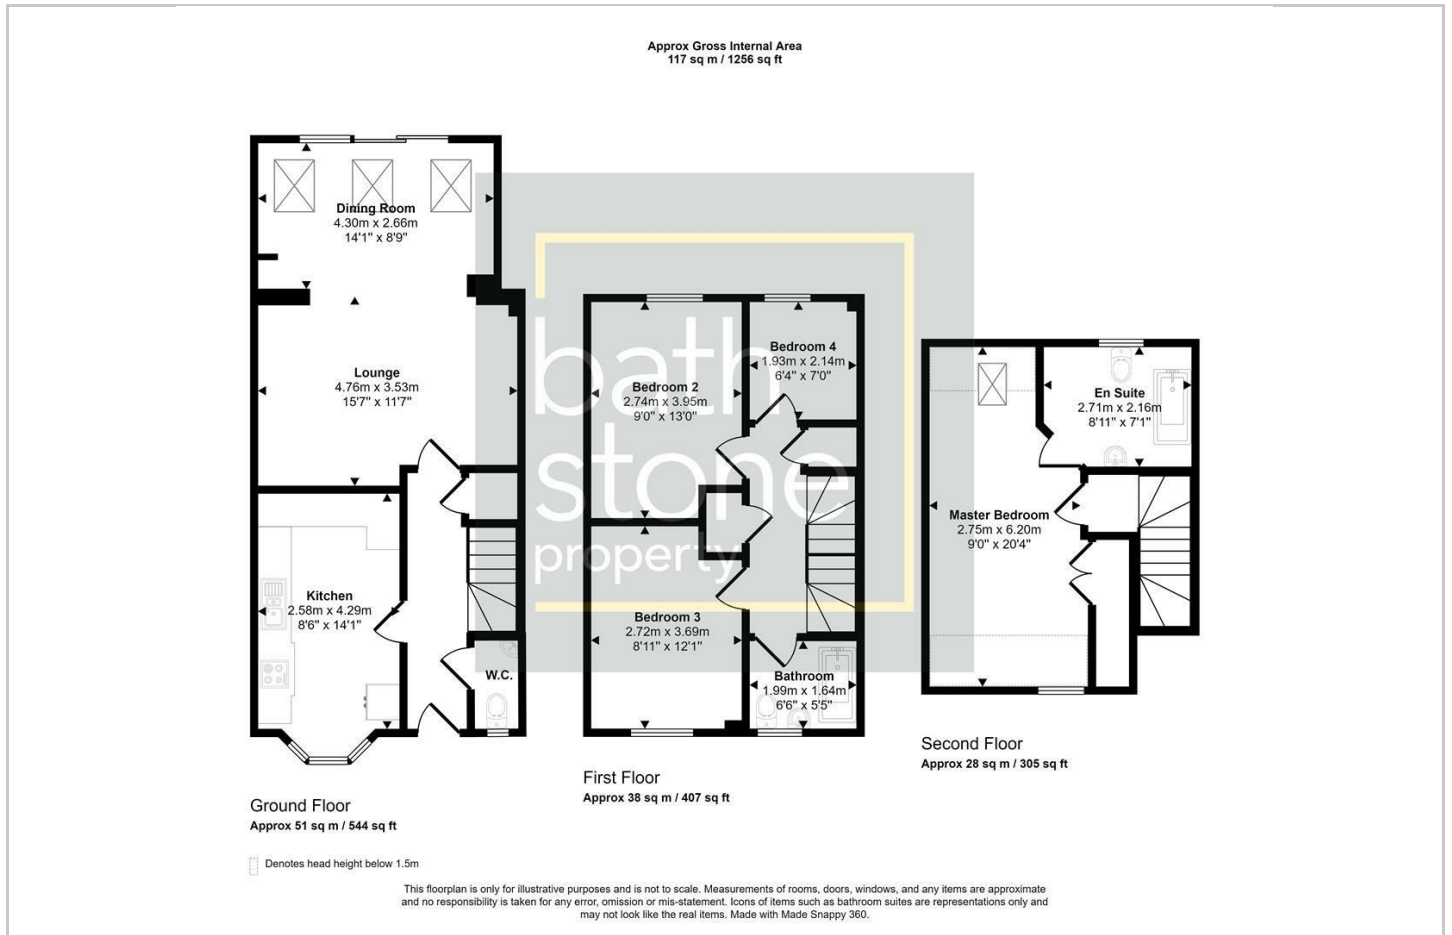 Approx Gross Internal Area
117 sq m / 1256 sq ft
Dining Room
4.30m x 2.66m
14'1" x 8'9"
Lounge
4.76m x 3.53m
15'7" x 11'7"
Kitchen
2.58m x 4.29m
8'6" x 14'1"
W.C.
Ground Floor
Approx 51 sq m / 544 sq ft
bath
stone
property
Bedroom 2
2.74m x 3.95m
9'0" x 13'0"
Bedroom 4
1.93m x 2.14m
6'4" x 7'0"
Bedroom 3
2.72m x 3.69m
8'11" x 12'1"
Bathroom
1.99m x 1.64m
6'6" x 5'5"
First Floor
Approx 38 sq m / 407 sq ft
En Suite
2.71m x 2.16m
8'11" x 7'1"
Master Bedroom
2.75m x 6.20m
9'0" x 20'4"
Second Floor
Approx 28 sq m / 305 sq ft
Denotes head height below 1.5m
This floorplan is only for illustrative purposes and is not to scale. Measurements of rooms, doors, windows, and any items are approximate
and no responsibility is taken for any error, omission or mis-statement. Icons of items such as bathroom suites are representations only and
may not look like the real items. Made with Made Snappy 360.